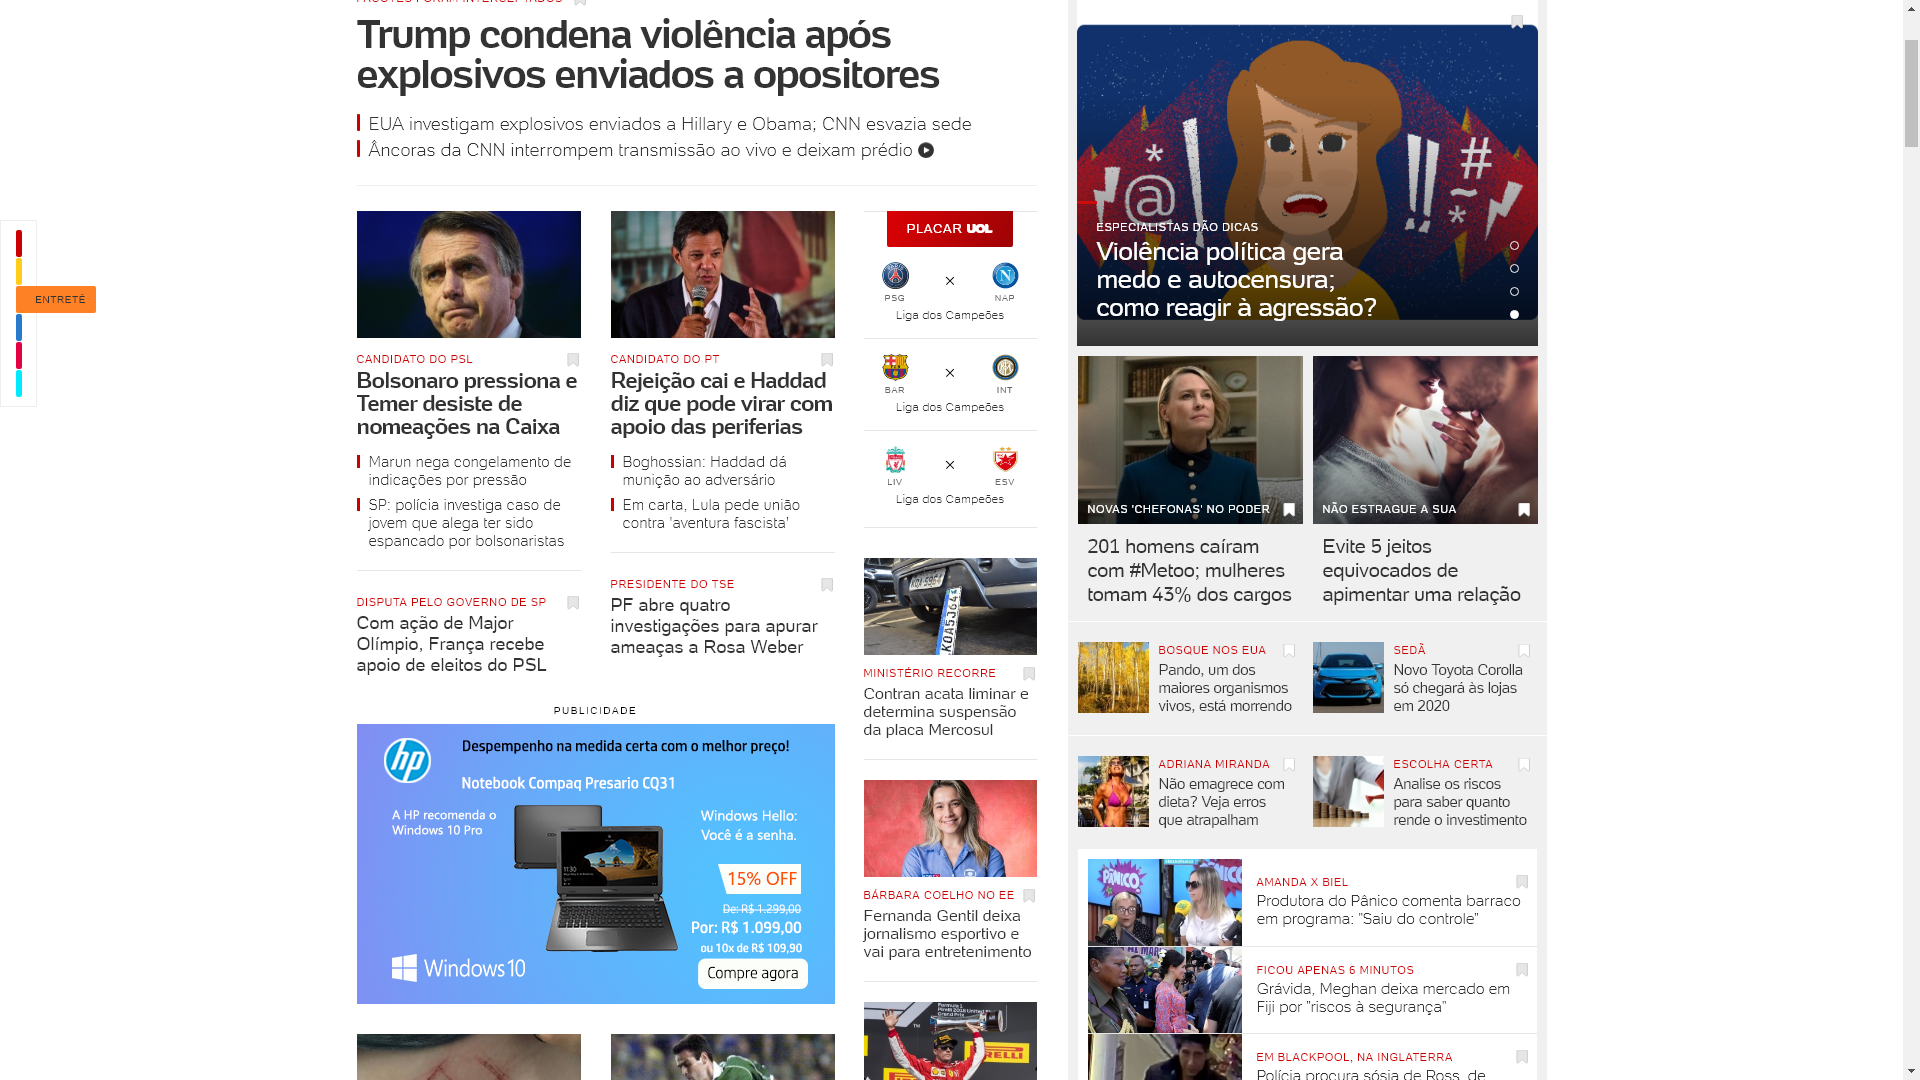 Trump condena violência após
explosivos enviados a opositores
EUA investigam explosivos enviados a Hillary e Obama; CNN esvazia sede
Âncoras da CNN interrompem transmissão ao vivo e deixam prédio
ENTRETÊ
CANDIDATO DO PSL
Bolsonaro pressiona e
Temer desiste de
nomeações na Caixa
Marun nega congelamento de
indicações por pressão
SP: polícia investiga caso de
jovem que alega ter sido
espancado por bolsonaristas
DISPUTA PELO GOVERNO DE SP
Com ação de Major
Olímpio, França recebe
apoio de eleitos do PSL
CANDIDATO DO PT
Rejeição cai e Haddad
diz que pode virar com
apoio das periferias
Boghossian: Haddad dá
munição ao adversário
Em carta, Lula pede união
contra 'aventura fascista'
PRESIDENTE DO TSE
PF abre quatro
investigações para apurar
ameaças a Rosa Weber
PUBLICIDADE
hp
Despempenho na medida certa com o melhor preço!
Notebook Compaq Presario CQ31
A HP recomenda o
Windows 10 Pro
Windows Hello:
Você é a senha.
11:30
15% OFF
De: R$ 1.299,00
Por: R$ 1.099,00
ou 10x de R$ 109,90
Compre agora
Windows10
PLACAR UOL
PSG × NAP
Liga dos Campeões
BAR × INT
Liga dos Campeões
LIV × ESV
Liga dos Campeões
MINISTÉRIO RECORRE
Contran acata liminar e
determina suspensão
da placa Mercosul
BÁRBARA COELHO NO EE
Fernanda Gentil deixa
jornalismo esportivo e
vai para entretenimento
IRELLI
*@!
!!#~*
ESPECIALISTAS DÃO DICAS
Violência política gera
medo e autocensura;
como reagir à agressão?
NOVAS 'CHEFONAS' NO PODER
201 homens caíram
com #Metoo; mulheres
tomam 43% dos cargos
NÃO ESTRAGUE A SUA
Evite 5 jeitos
equivocados de
apimentar uma relação
BOSQUE NOS EUA
Pando, um dos
maiores organismos
vivos, está morrendo
SEDÃ
Novo Toyota Corolla
só chegará às lojas
em 2020
ADRIANA MIRANDA
Não emagrece com
dieta? Veja erros
que atrapalham
ESCOLHA CERTA
Analise os riscos
para saber quanto
rende o investimento
PÂNICO
AMANDA X BIEL
Produtora do Pânico comenta barraco
em programa: "Saiu do controle"
FICOU APENAS 6 MINUTOS
Grávida, Meghan deixa mercado em
Fiji por "riscos à segurança"
EM BLACKPOOL, NA INGLATERRA
Polícia procura sósia de Ross, de